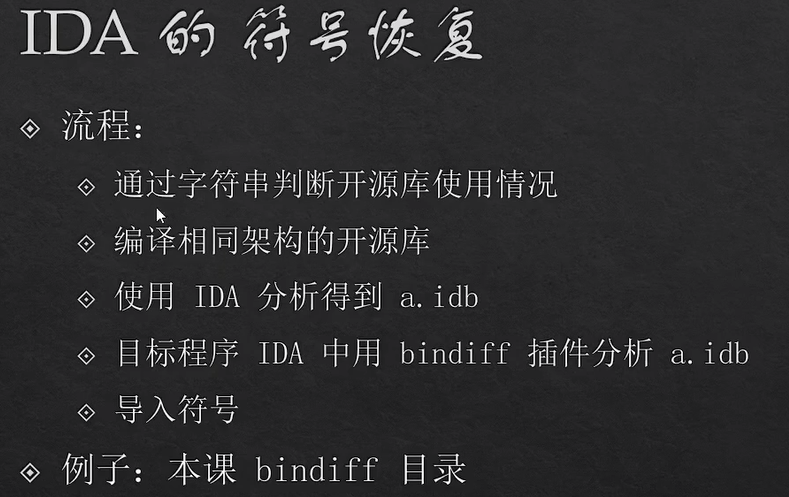 IDA 的 符号恢复
流程：
通过字符串判断开源库使用情况
编译相同架构的开源库
使用 IDA 分析得到 a.idb
目标程序 IDA 中用 bindiff 插件分析 a.idb
导入符号
例子：本课 bindiff 目录